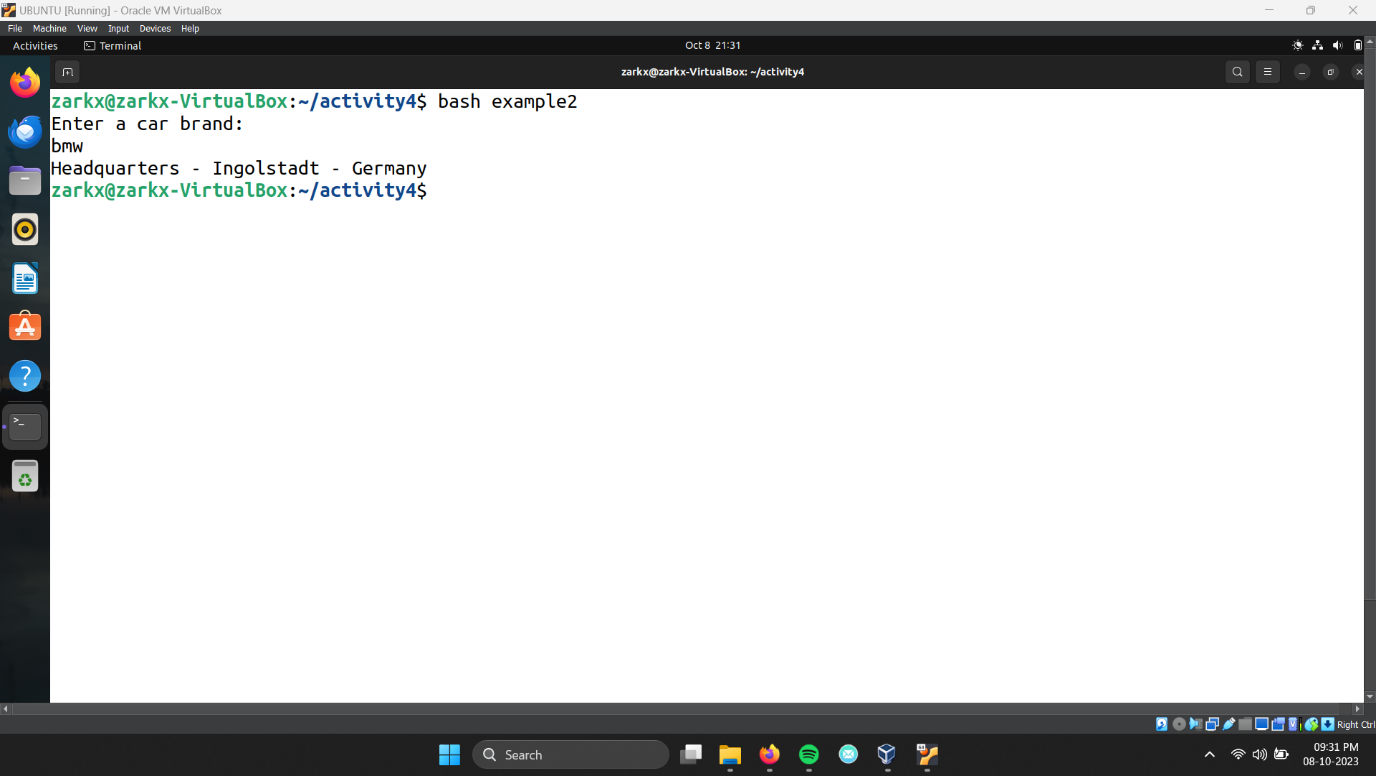 UBUNTU [Running] - Oracle VM VirtualBox
File Machine View Input Devices Help
Activities Terminal Oct 8 21:31
zarkx@zarkx-VirtualBox: ~/activity4
zarkx@zarkx-VirtualBox:~/activity4$ bash example2
Enter a car brand:
bmw
Headquarters - Ingolstadt - Germany
zarkx@zarkx-VirtualBox:~/activity4$
Right Ctrl
Search
09:31 PM
08-10-2023